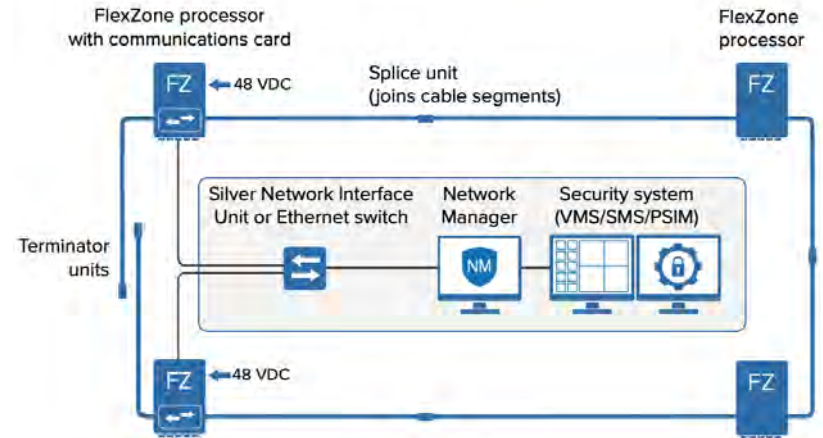 FlexZone processor
with communications card
FlexZone
processor
FZ
48 VDC
Splice unit
(joins cable segments)
FZ
Silver Network Interface
Unit or Ethernet switch
Network
Manager
Security system
(VMS/SMS/PSIM)
Terminator
units
NM
FZ
48 VDC
FZ